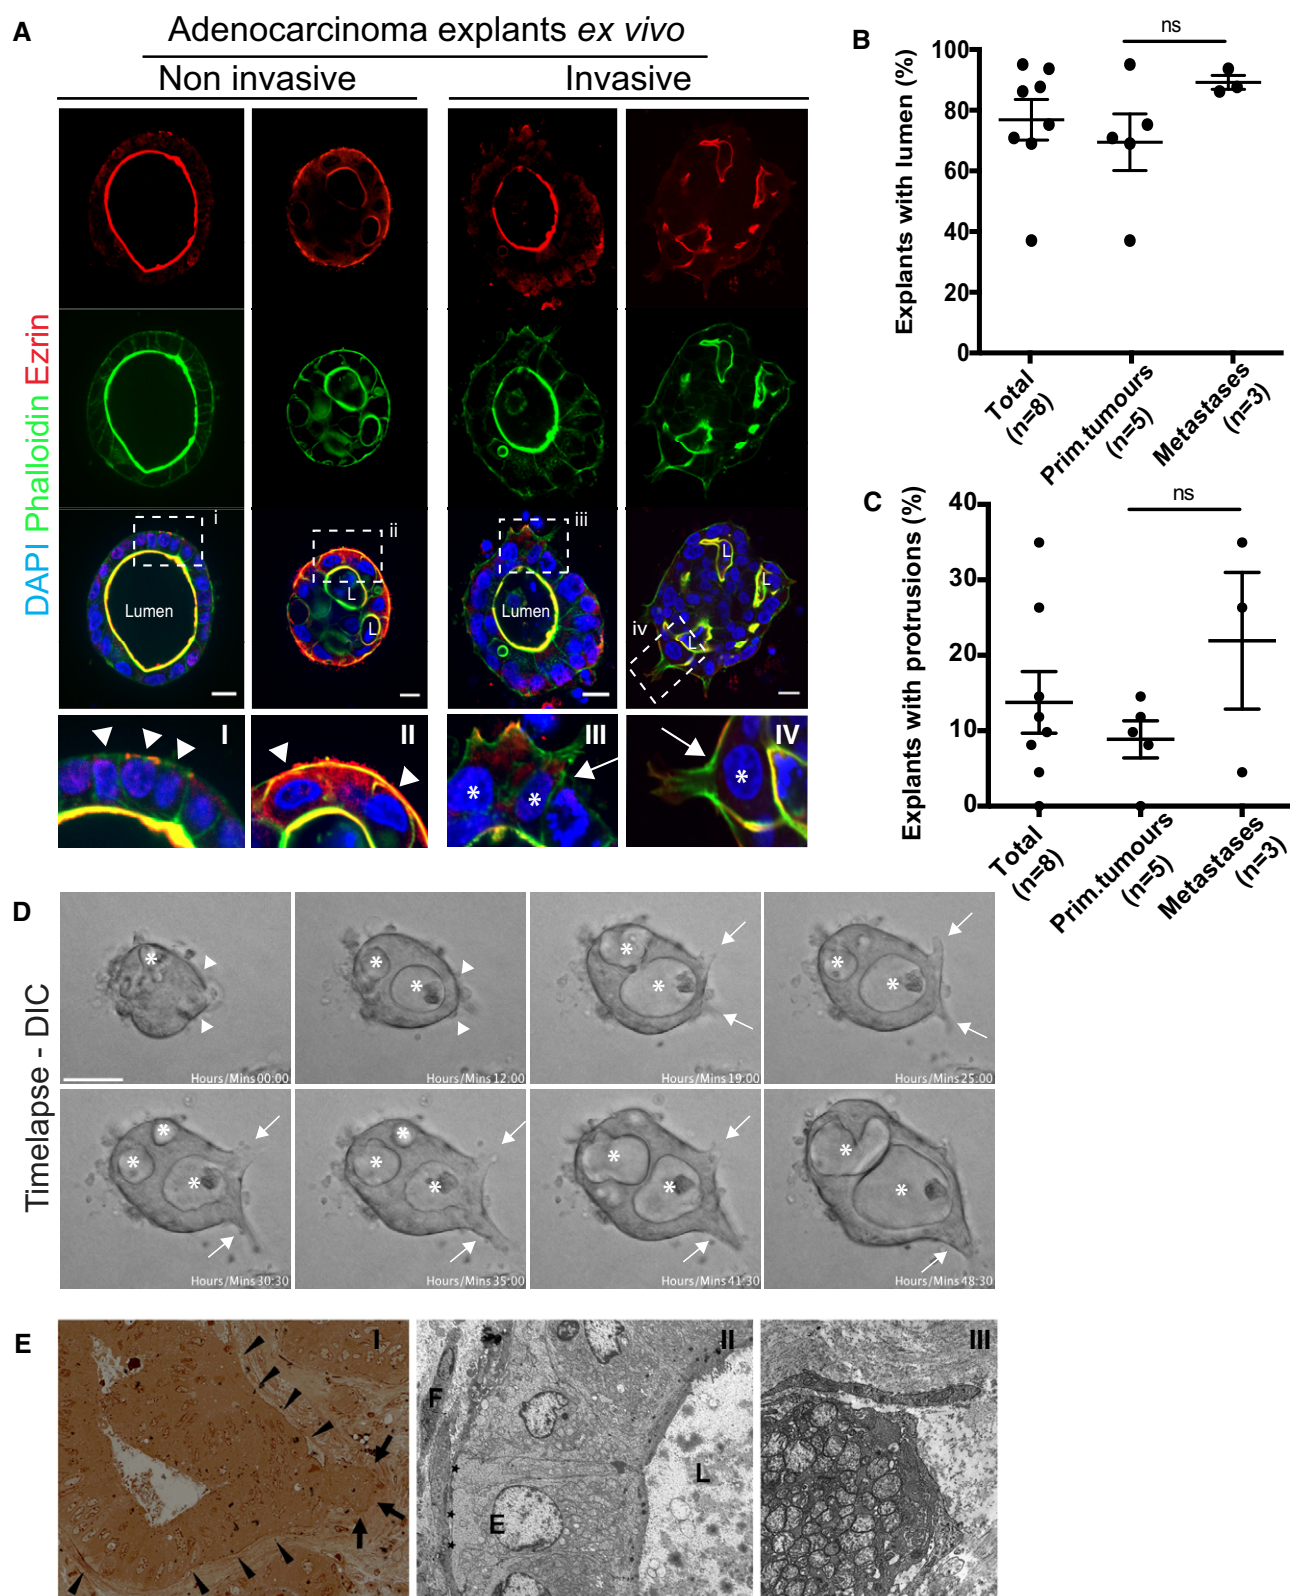 A
Adenocarcinoma explants ex vivo
Non invasive
Invasive
DAPI Phalloidin Ezrin
i
ii
iii
iv
Lumen
L
L
Lumen
L
L
L
I
II
III
IV
*
*
*
B
Explants with lumen (%)
100
80
60
40
20
0
ns
Total
(n=8)
Prim.tumours
(n=5)
Metastases
(n=3)
C
Explants with protrusions (%)
40
30
20
10
0
ns
Total
(n=8)
Prim.tumours
(n=5)
Metastases
(n=3)
D
Timelapse - DIC
Hours/Mins 00:00
Hours/Mins 12:00
Hours/Mins 19:00
Hours/Mins 25:00
Hours/Mins 30:30
Hours/Mins 35:00
Hours/Mins 41:30
Hours/Mins 48:30
E
I
II
F
E
L
III